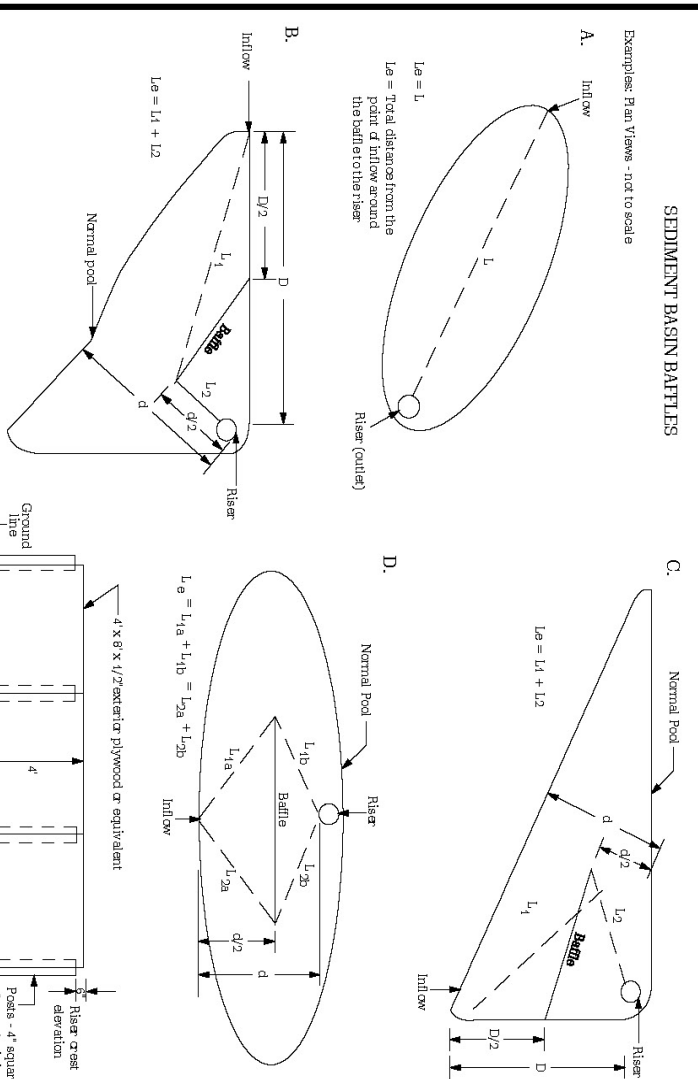 SEDIMENT BASIN BAFFLES
Examples: Plan Views - not to scale
A.
Inflow
L
Le = L
Le = Total distance from the
point of inflow around
the baffle to the riser
Riser (outlet)
B.
Inflow
D/2
D
L1
Baffle
L2
d/2
d
Le = L1 + L2
Normal pool
Riser
C.
Normal Pool
Le = L1 + L2
d
d/2
L1
L2
Baffle
Riser
Inflow
D/2
D
D.
Normal Pool
Riser
L1b
L2b
Baffle
L1a
L2a
d/2
d
Le = L1a + L1b = L2a + L2b
Inflow
4' x 8' x 1/2" exterior plywood or equivalent
Ground
line
4'
6"
Riser crest
elevation
Posts - 4" squar